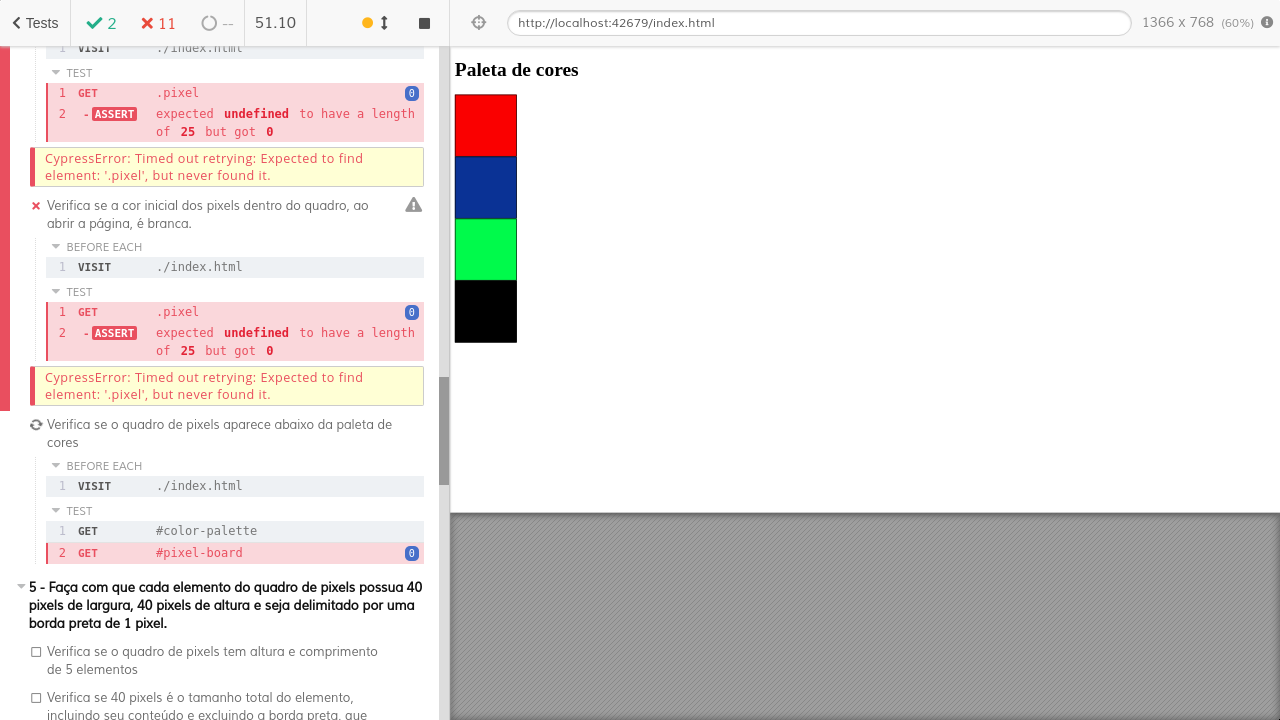 Tests 2 11 -- 51.10 http://localhost:42679/index.html 1366 x 768 (60%)
1 VISIT ./index.html
TEST
1 GET .pixel 0
2 - ASSERT expected undefined to have a length
of 25 but got 0
CypressError: Timed out retrying: Expected to find
element: '.pixel', but never found it.
Verifica se a cor inicial dos pixels dentro do quadro, ao
abrir a página, é branca.
BEFORE EACH
1 VISIT ./index.html
TEST
1 GET .pixel 0
2 - ASSERT expected undefined to have a length
of 25 but got 0
CypressError: Timed out retrying: Expected to find
element: '.pixel', but never found it.
Verifica se o quadro de pixels aparece abaixo da paleta de
cores
BEFORE EACH
1 VISIT ./index.html
TEST
1 GET #color-palette
2 GET #pixel-board 0
5 - Faça com que cada elemento do quadro de pixels possua 40
pixels de largura, 40 pixels de altura e seja delimitado por uma
borda preta de 1 pixel.
Verifica se o quadro de pixels tem altura e comprimento
de 5 elementos
Verifica se 40 pixels é o tamanho total do elemento,
incluindo seu conteúdo e excluindo a borda preta, que
Paleta de cores